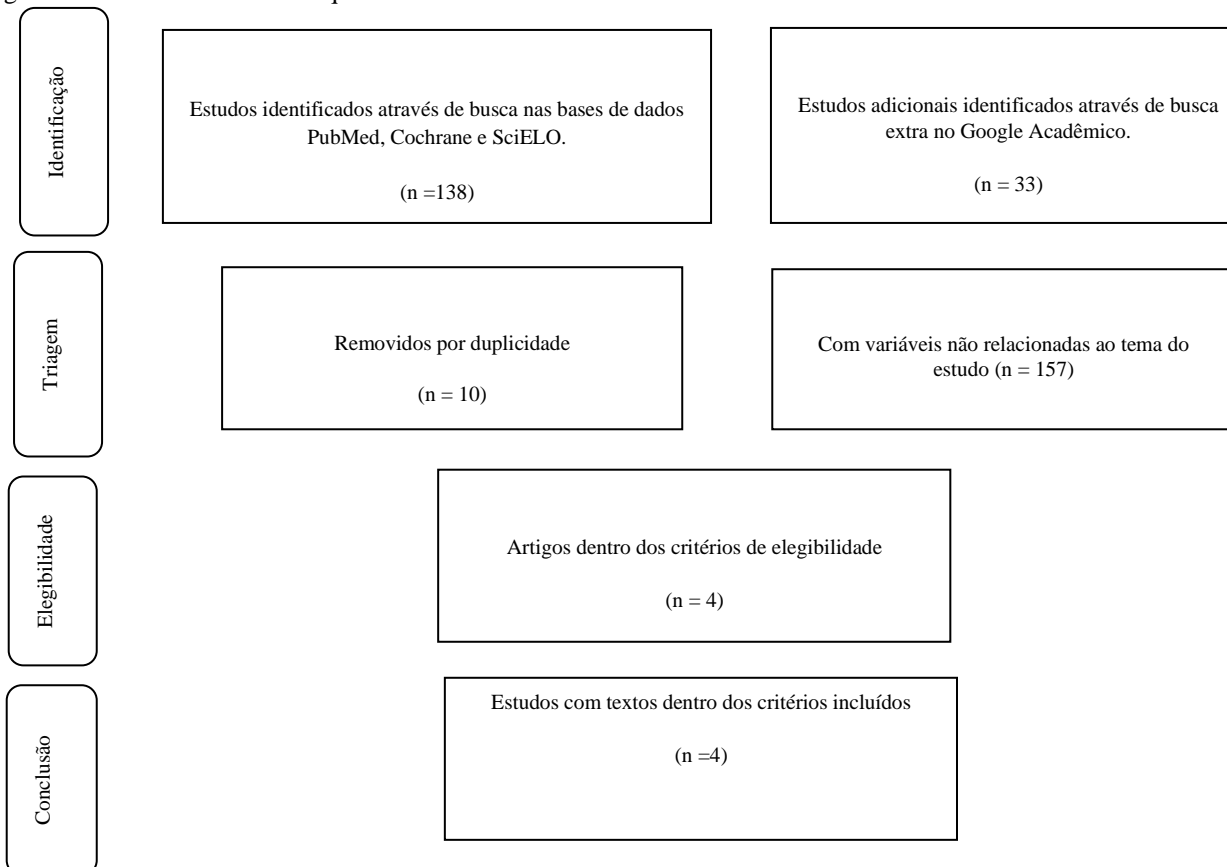 Identificação
Estudos identificados através de busca nas bases de dados
PubMed, Cochrane e SciELO.
(n =138)
Estudos adicionais identificados através de busca
extra no Google Acadêmico.
(n = 33)
Triagem
Removidos por duplicidade
(n = 10)
Com variáveis não relacionadas ao tema do
estudo (n = 157)
Elegibilidade
Artigos dentro dos critérios de elegibilidade
(n = 4)
Conclusão
Estudos com textos dentro dos critérios incluídos
(n =4)